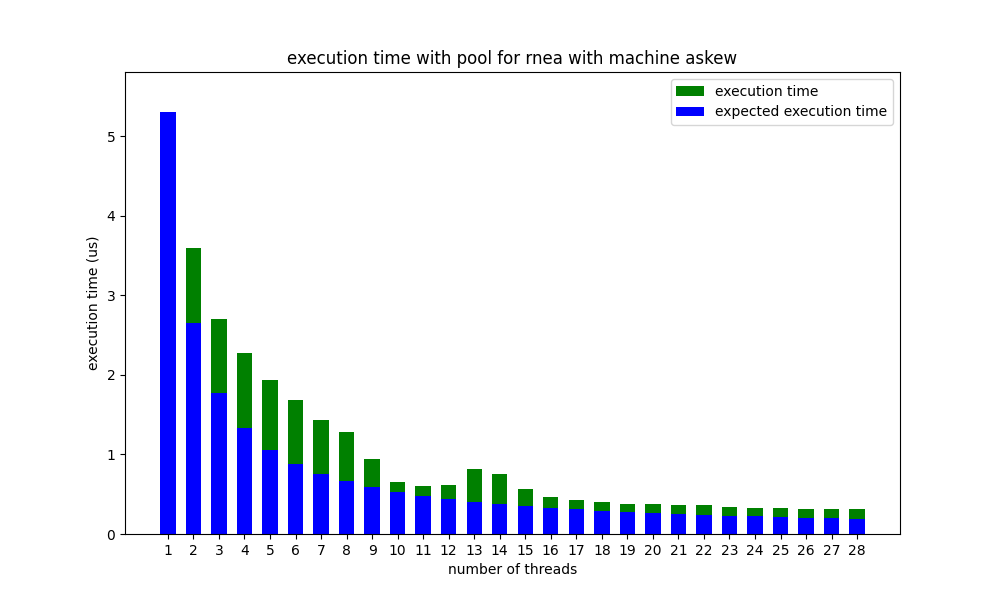 execution time with pool for rnea with machine askew
execution time
expected execution time
execution time (us)
5
4
3
2
1
0
1 2 3 4 5 6 7 8 9 10 11 12 13 14 15 16 17 18 19 20 21 22 23 24 25 26 27 28
number of threads